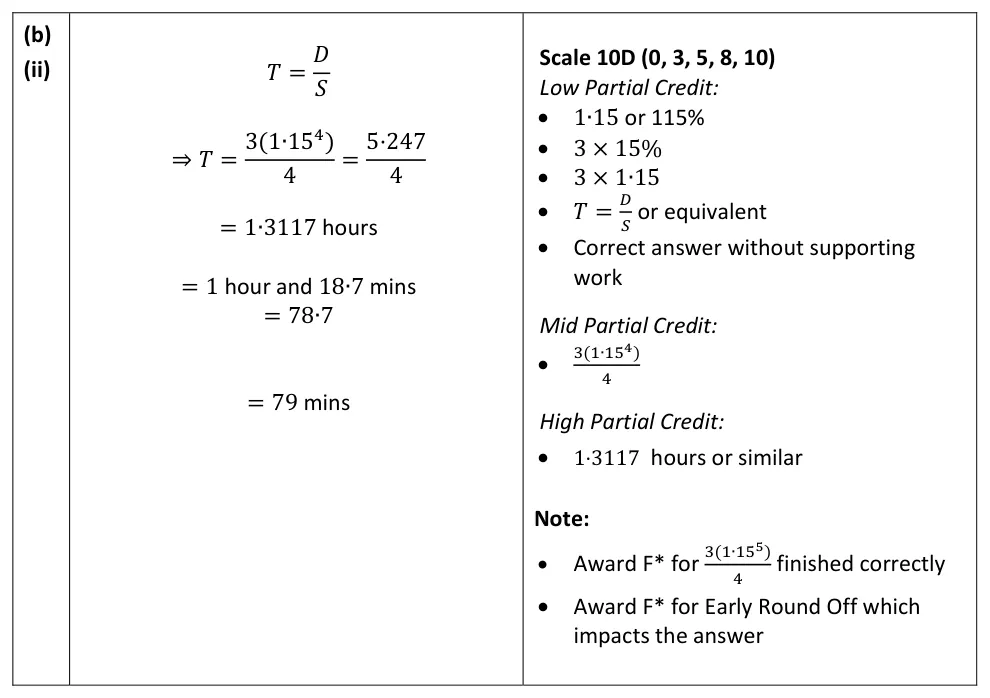 (b)
(ii)
T = D/S
⇒ T = 3(1·15⁴)/4 = 5·247/4
= 1·3117 hours
= 1 hour and 18·7 mins
= 78·7
= 79 mins
Scale 10D (0, 3, 5, 8, 10)
Low Partial Credit:
• 1·15 or 115%
• 3 × 15%
• 3 × 1·15
• T = D/S or equivalent
• Correct answer without supporting
work
Mid Partial Credit:
• 3(1·15⁴)/4
High Partial Credit:
• 1·3117 hours or similar
Note:
• Award F* for 3(1·15⁵)/4 finished correctly
• Award F* for Early Round Off which
impacts the answer